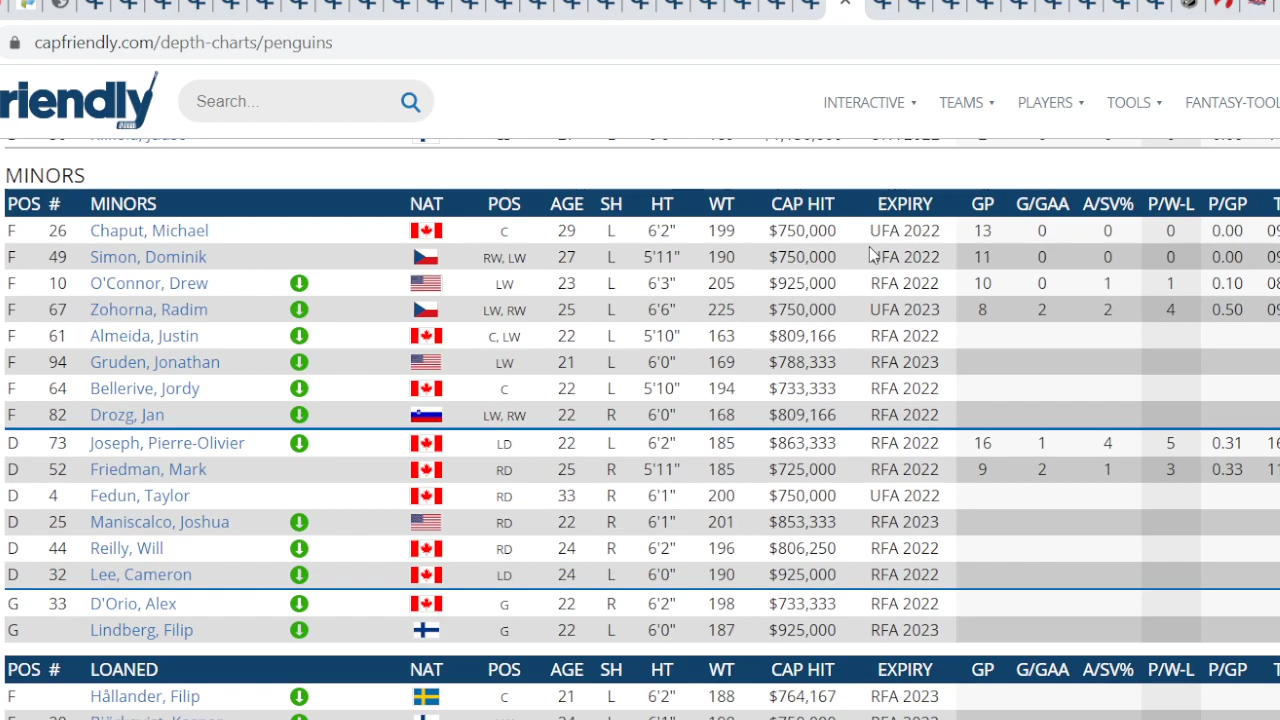 capfriendly.com/depth-charts/penguins
riendly Search... INTERACTIVE TEAMS PLAYERS TOOLS FANTASY-TOOL
MINORS
POS # MINORS NAT POS AGE SH HT WT CAP HIT EXPIRY GP G/GAA A/SV% P/W-L P/GP T
F 26 Chaput, Michael C 29 L 6'2" 199 $750,000 UFA 2022 13 0 0 0 0.00 09
F 49 Simon, Dominik RW, LW 27 L 5'11" 190 $750,000 UFA 2022 11 0 0 0 0.00 09
F 10 O'Connor, Drew LW 23 L 6'3" 205 $925,000 RFA 2022 10 0 1 1 0.10 08
F 67 Zohorna, Radim LW, RW 25 L 6'6" 225 $750,000 UFA 2023 8 2 2 4 0.50 09
F 61 Almeida, Justin C, LW 22 L 5'10" 163 $809,166 RFA 2022
F 94 Gruden, Jonathan LW 21 L 6'0" 169 $788,333 RFA 2023
F 64 Bellerive, Jordy C 22 L 5'10" 194 $733,333 RFA 2022
F 82 Drozg, Jan LW, RW 22 R 6'0" 168 $809,166 RFA 2022
D 73 Joseph, Pierre-Olivier LD 22 L 6'2" 185 $863,333 RFA 2022 16 1 4 5 0.31 16
D 52 Friedman, Mark RD 25 R 5'11" 185 $725,000 RFA 2022 9 2 1 3 0.33 11
D 4 Fedun, Taylor RD 33 R 6'1" 200 $750,000 UFA 2022
D 25 Maniscalco, Joshua RD 22 R 6'1" 201 $853,333 RFA 2023
D 44 Reilly, Will RD 24 R 6'2" 196 $806,250 RFA 2022
D 32 Lee, Cameron LD 24 L 6'0" 190 $925,000 RFA 2022
G 33 D'Orio, Alex G 22 R 6'2" 198 $733,333 RFA 2022
G Lindberg, Filip G 22 L 6'0" 187 $925,000 RFA 2023
POS # LOANED NAT POS AGE SH HT WT CAP HIT EXPIRY GP G/GAA A/SV% P/W-L P/GP T
F Hållander, Filip C 21 L 6'2" 188 $764,167 RFA 2023